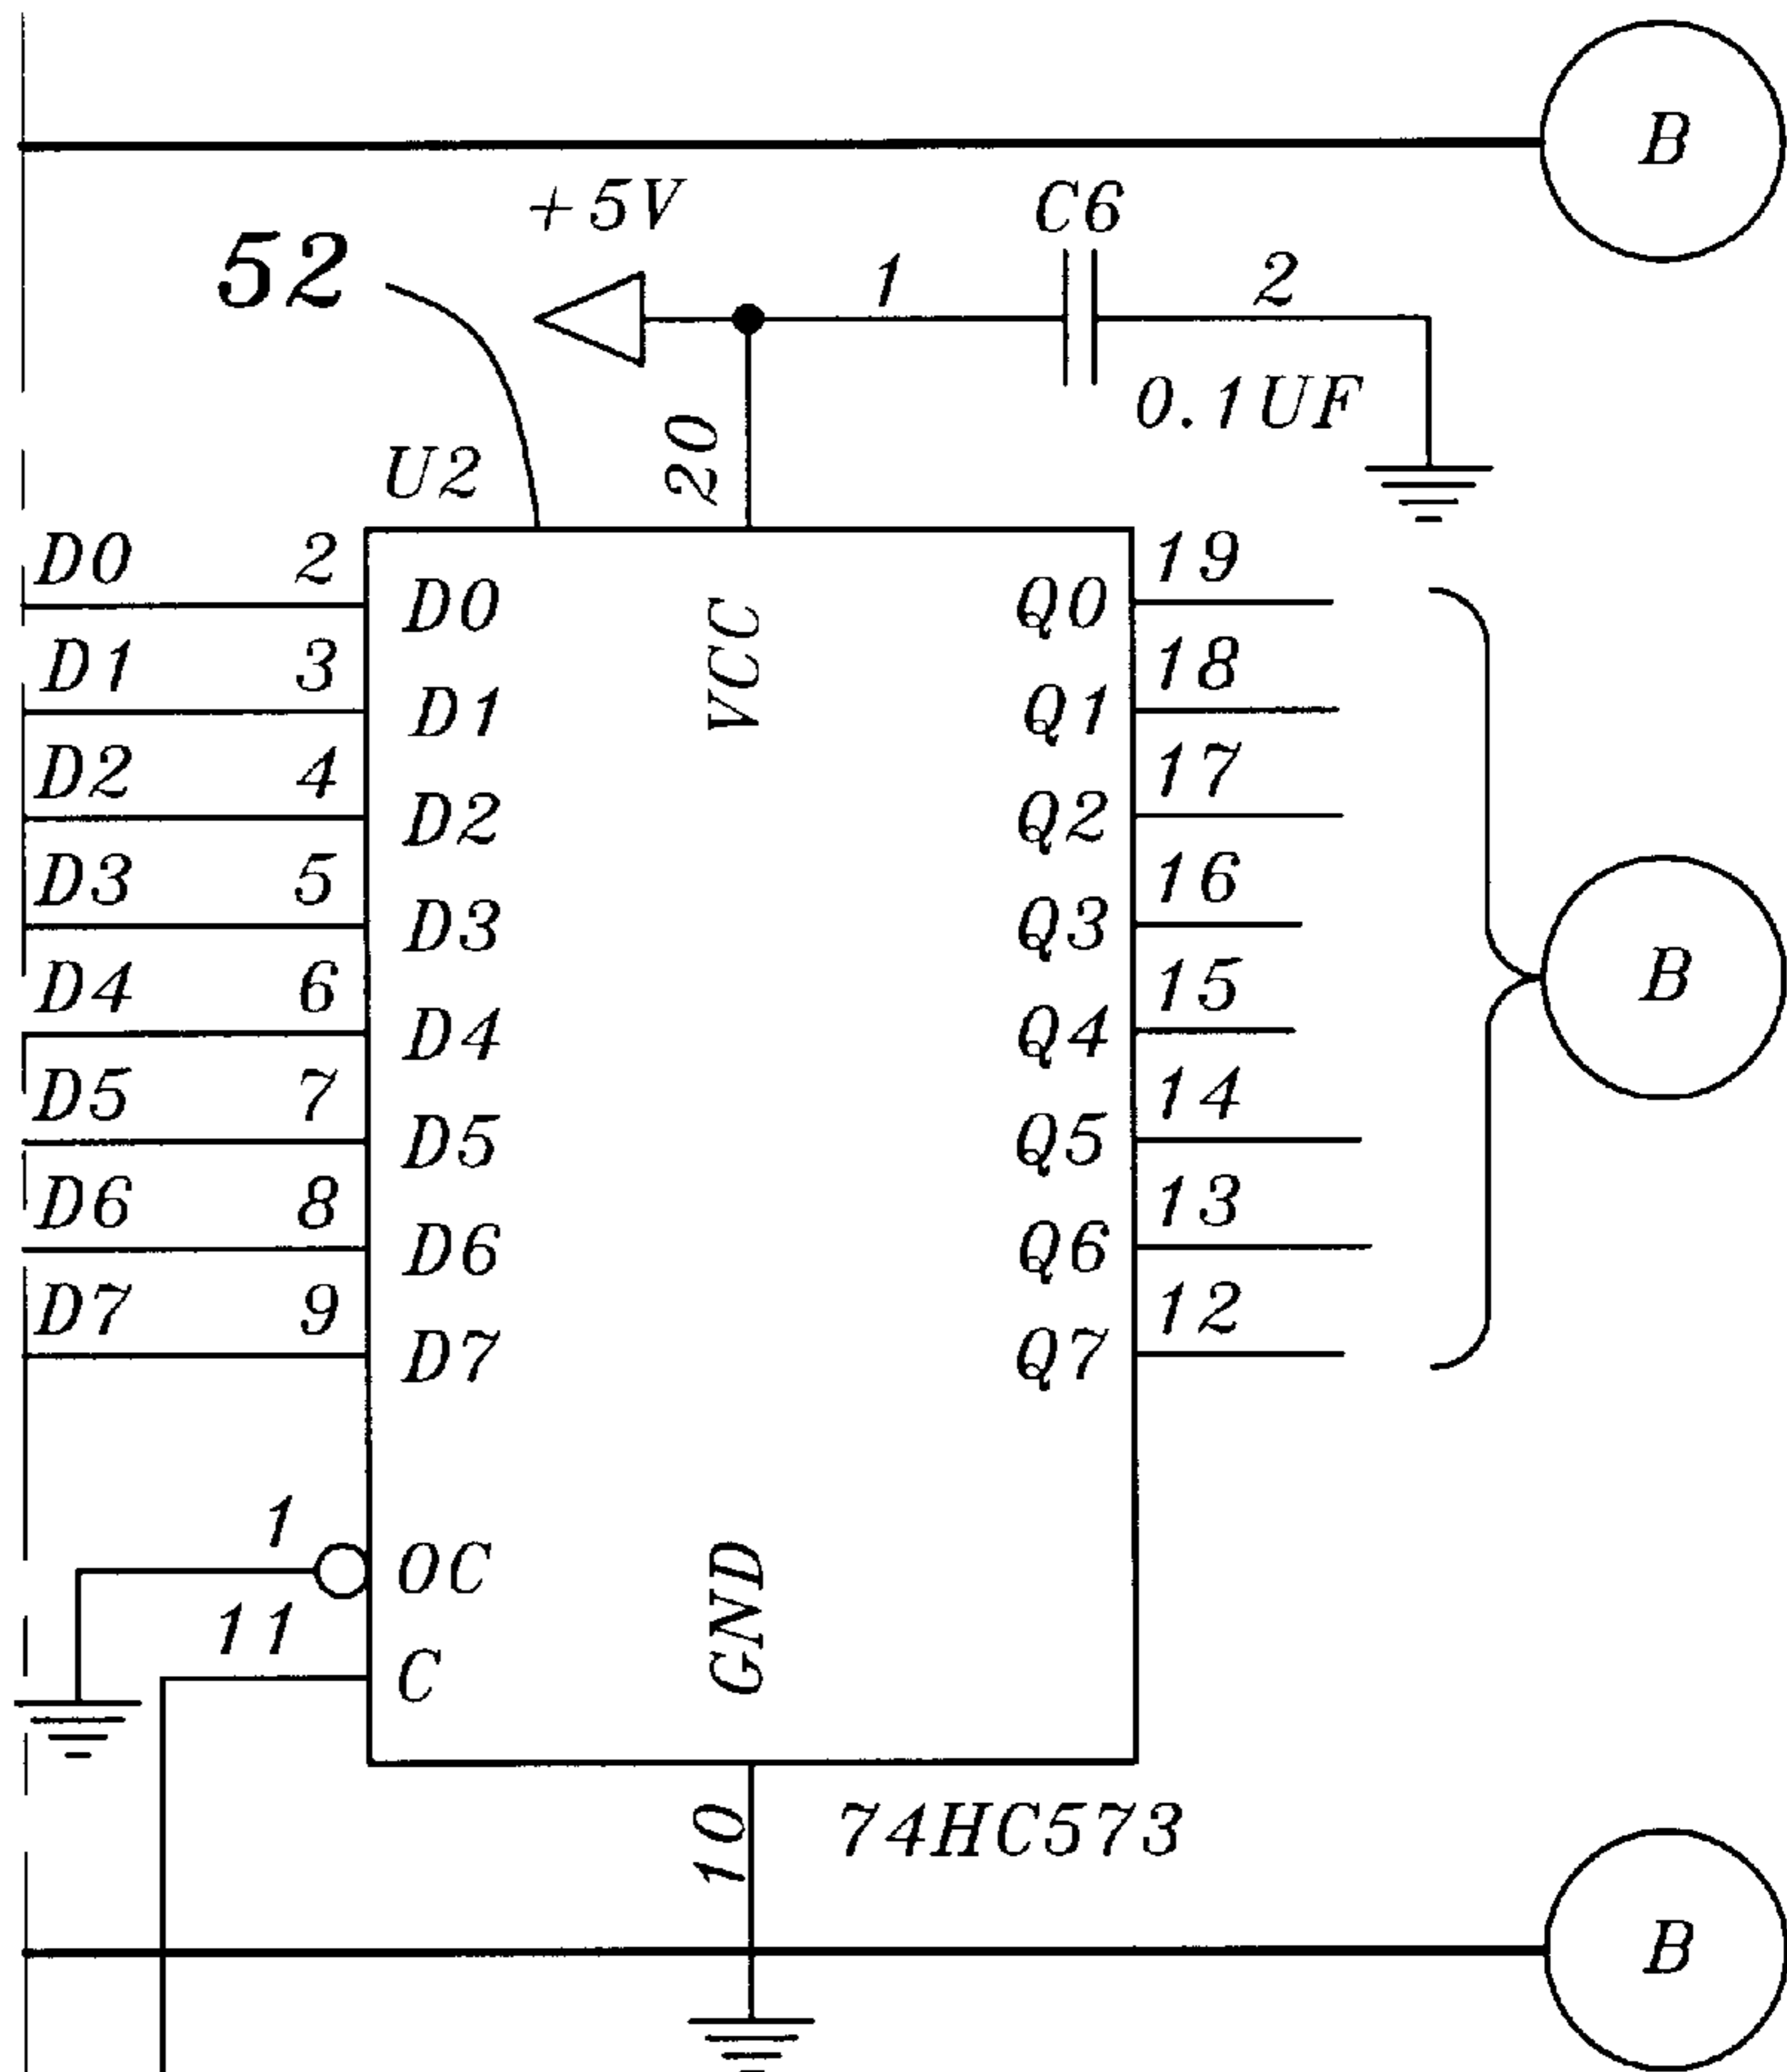 B
+5V C6
52 1 2
0.1UF
U2 20
D0 2 D0 VCC Q0 19
D1 3 D1 Q1 18
D2 4 D2 Q2 17
D3 5 D3 Q3 16
D4 6 D4 Q4 15
B
D5 7 D5 Q5 14
D6 8 D6 Q6 13
D7 9 D7 Q7 12
1 OC GND
11 C
10 74HC573
B